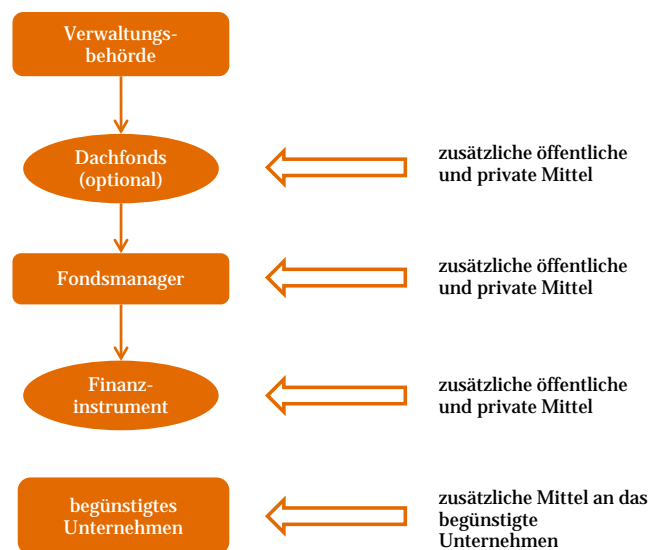 Verwaltungs-
behörde
Dachfonds
(optional)
zusätzliche öffentliche
und private Mittel
Fondsmanager
zusätzliche öffentliche
und private Mittel
Finanz-
instrument
zusätzliche öffentliche
und private Mittel
begünstigtes
Unternehmen
zusätzliche Mittel an das
begünstigte
Unternehmen